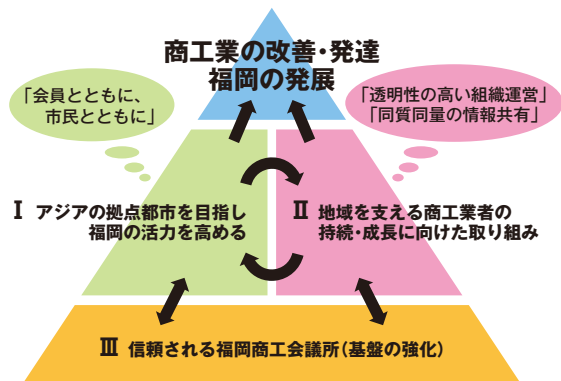 商工業の改善・発達
福岡の発展
「会員とともに、
市民とともに」
「透明性の高い組織運営」
「同質同量の情報共有」
Ⅰ アジアの拠点都市を目指し
福岡の活力を高める
Ⅱ 地域を支える商工業者の
持続・成長に向けた取り組み
Ⅲ 信頼される福岡商工会議所(基盤の強化)